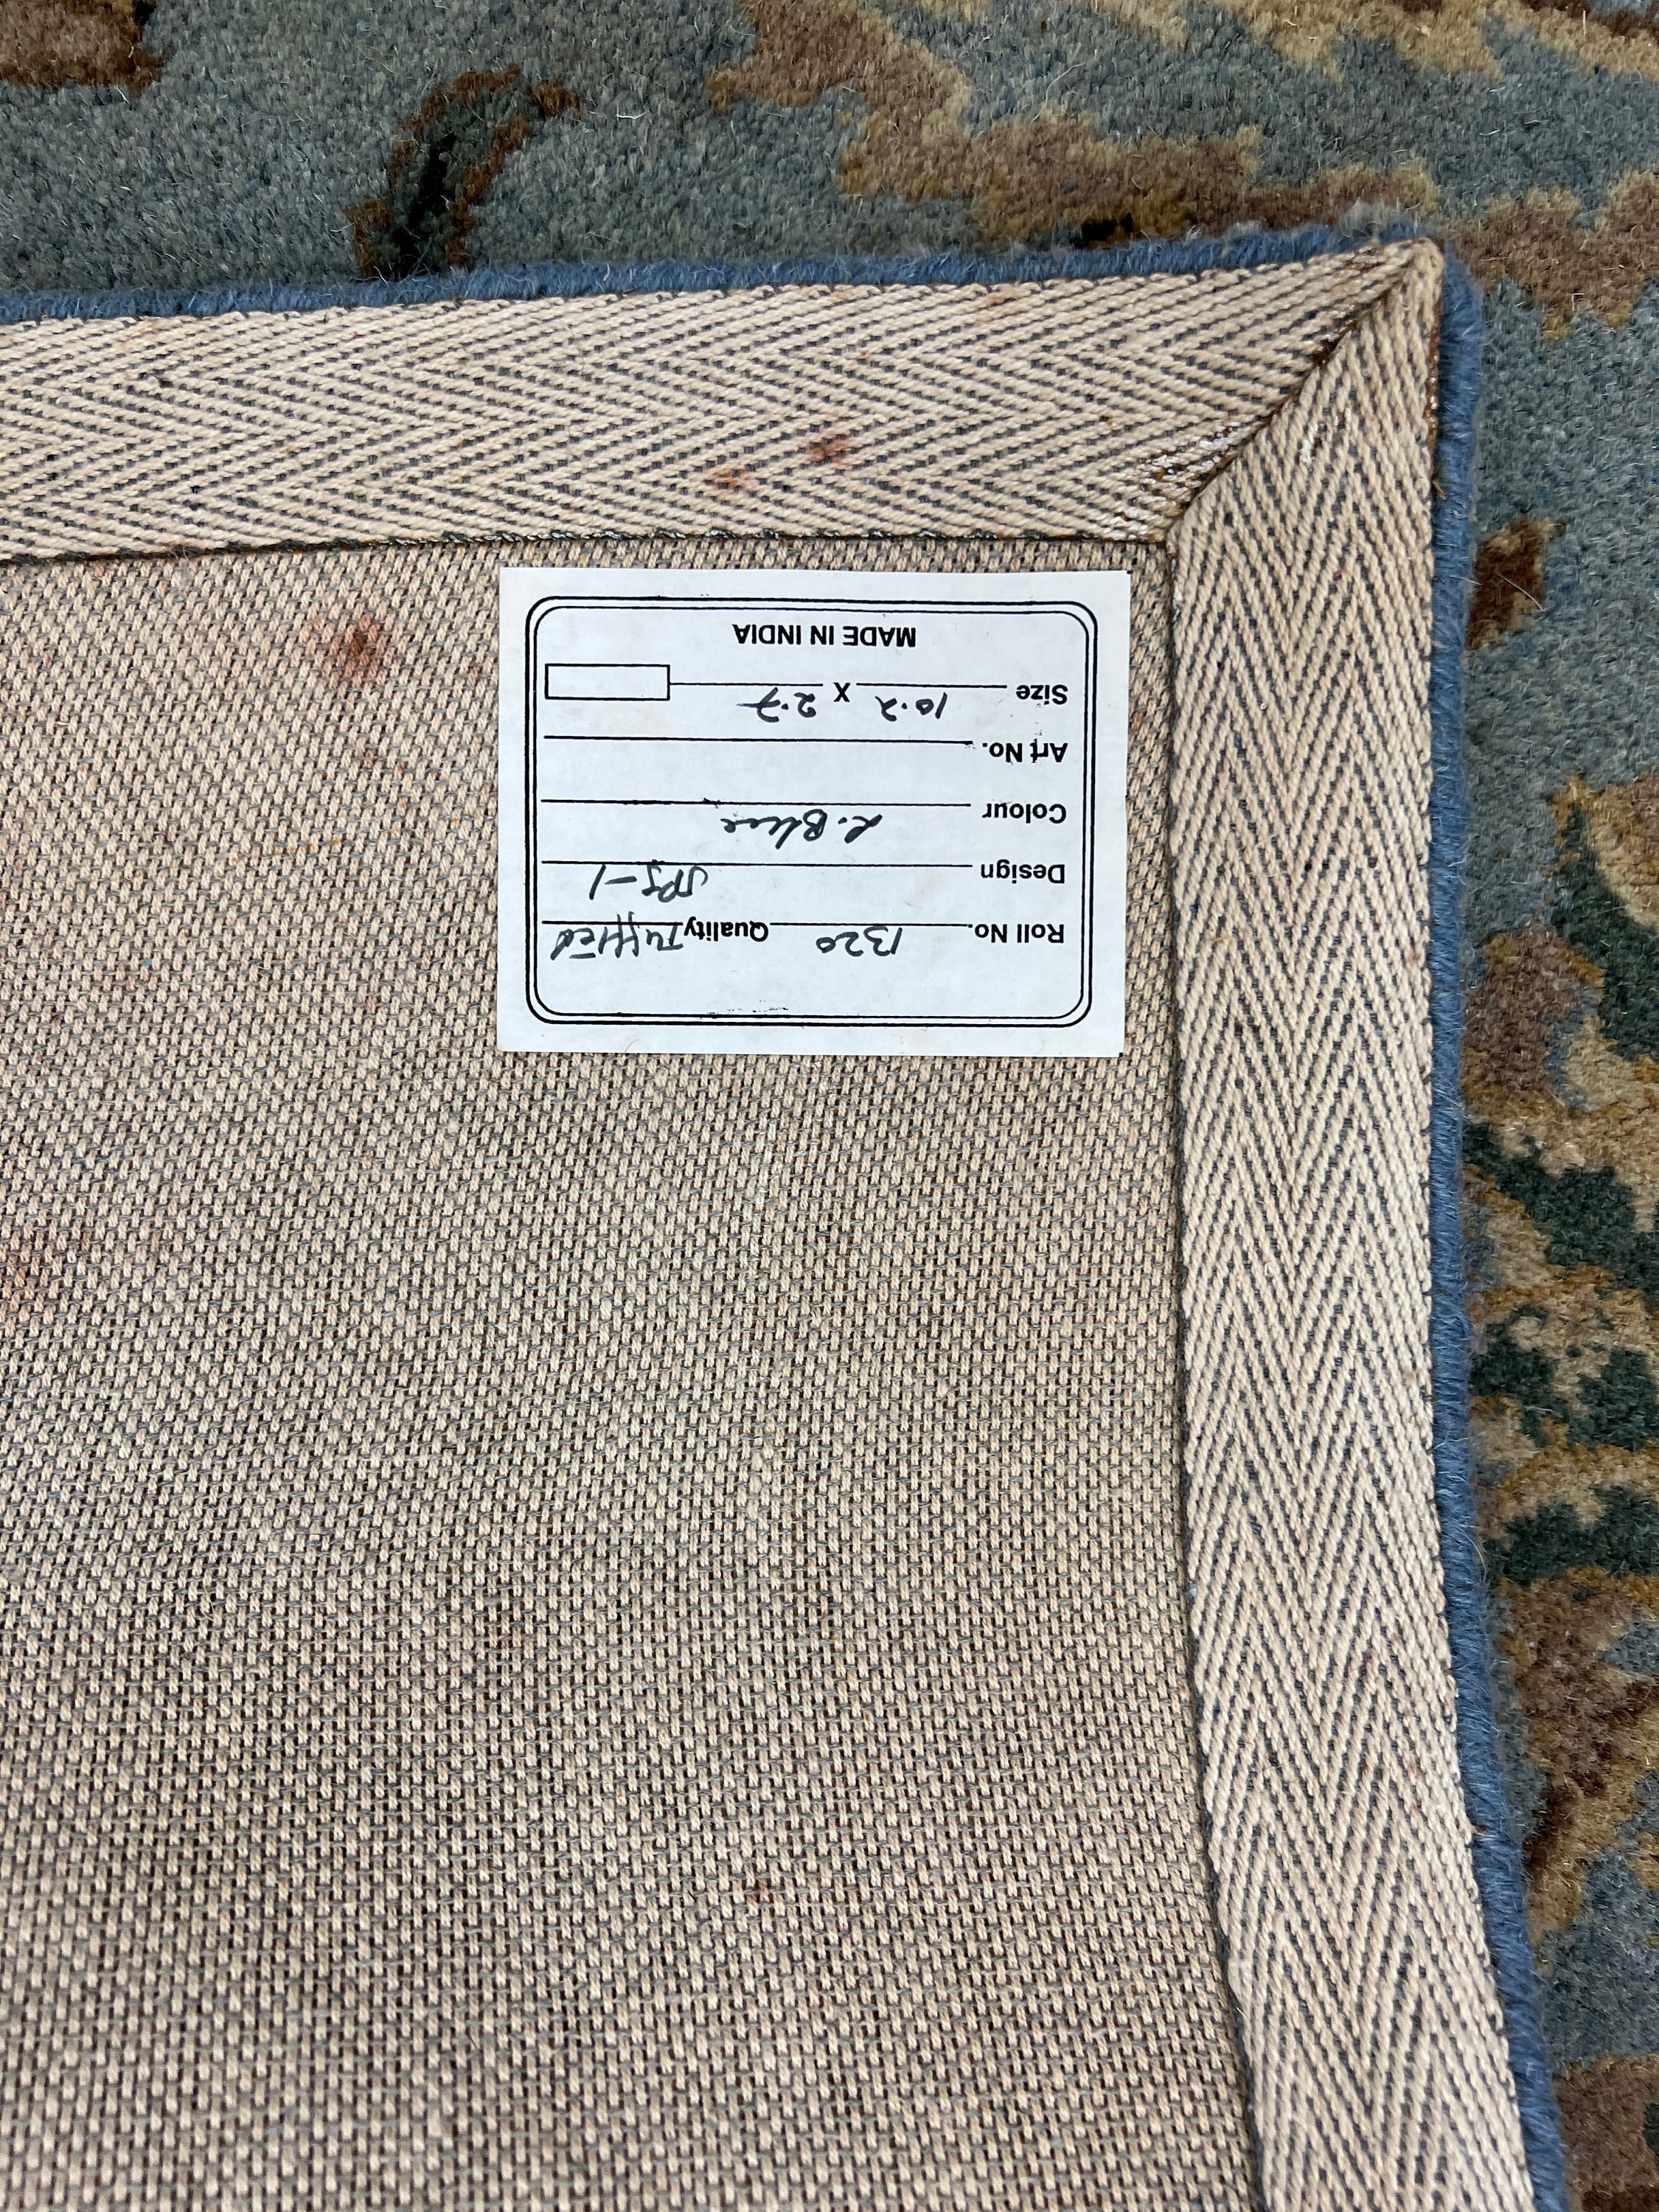 Roll No. 1320 Quality Tuffted
Design JPS-1
Colour L. Blue
Art No.
Size 10.2 X 2.7
MADE IN INDIA